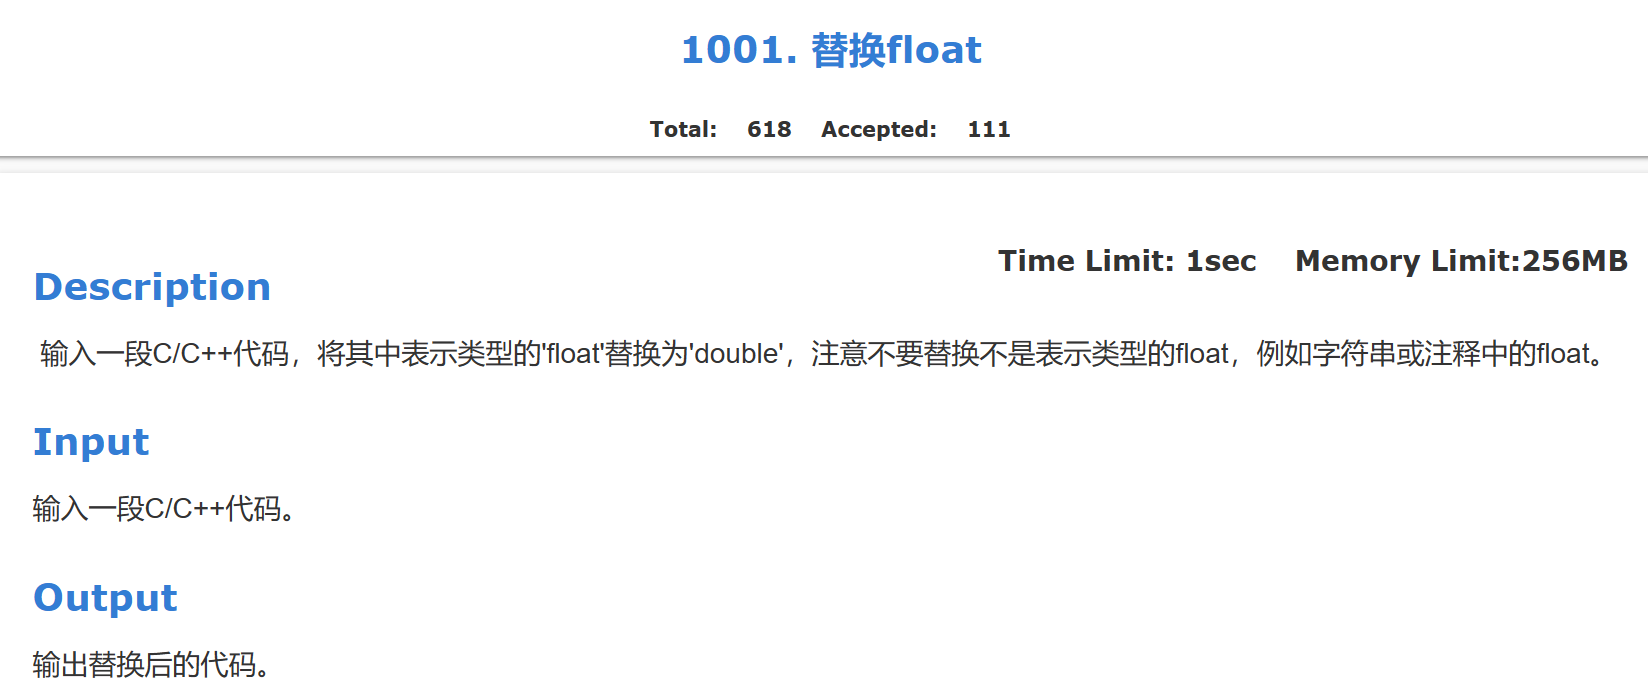 1001. 替换float
Total: 618 Accepted: 111
Time Limit: 1sec Memory Limit:256MB
Description
输入一段C/C++代码，将其中表示类型的'float'替换为'double'，注意不要替换不是表示类型的float，例如字符串或注释中的float。
Input
输入一段C/C++代码。
Output
输出替换后的代码。